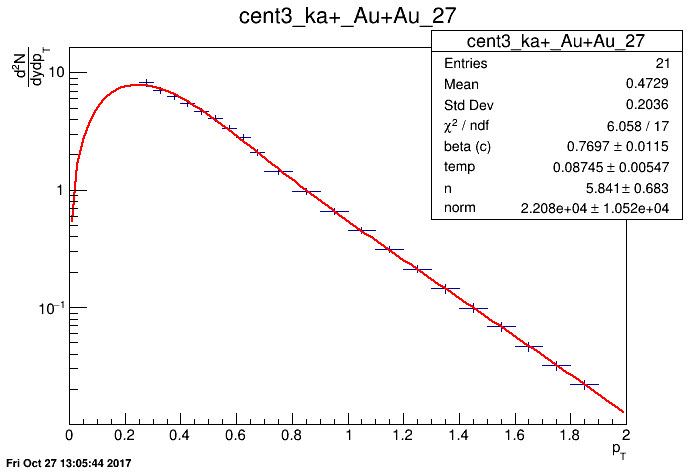 cent3_ka+_Au+Au_27
cent3_ka+_Au+Au_27
Entries 21
Mean 0.4729
Std Dev 0.2036
χ² / ndf 6.058 / 17
beta (c) 0.7697 ± 0.0115
temp 0.08745 ± 0.00547
n 5.841 ± 0.683
norm 2.208e+04 ± 1.052e+04
d²N
dydp_T
10
1
10⁻¹
0 0.2 0.4 0.6 0.8 1 1.2 1.4 1.6 1.8 2
p_T
Fri Oct 27 13:05:44 2017